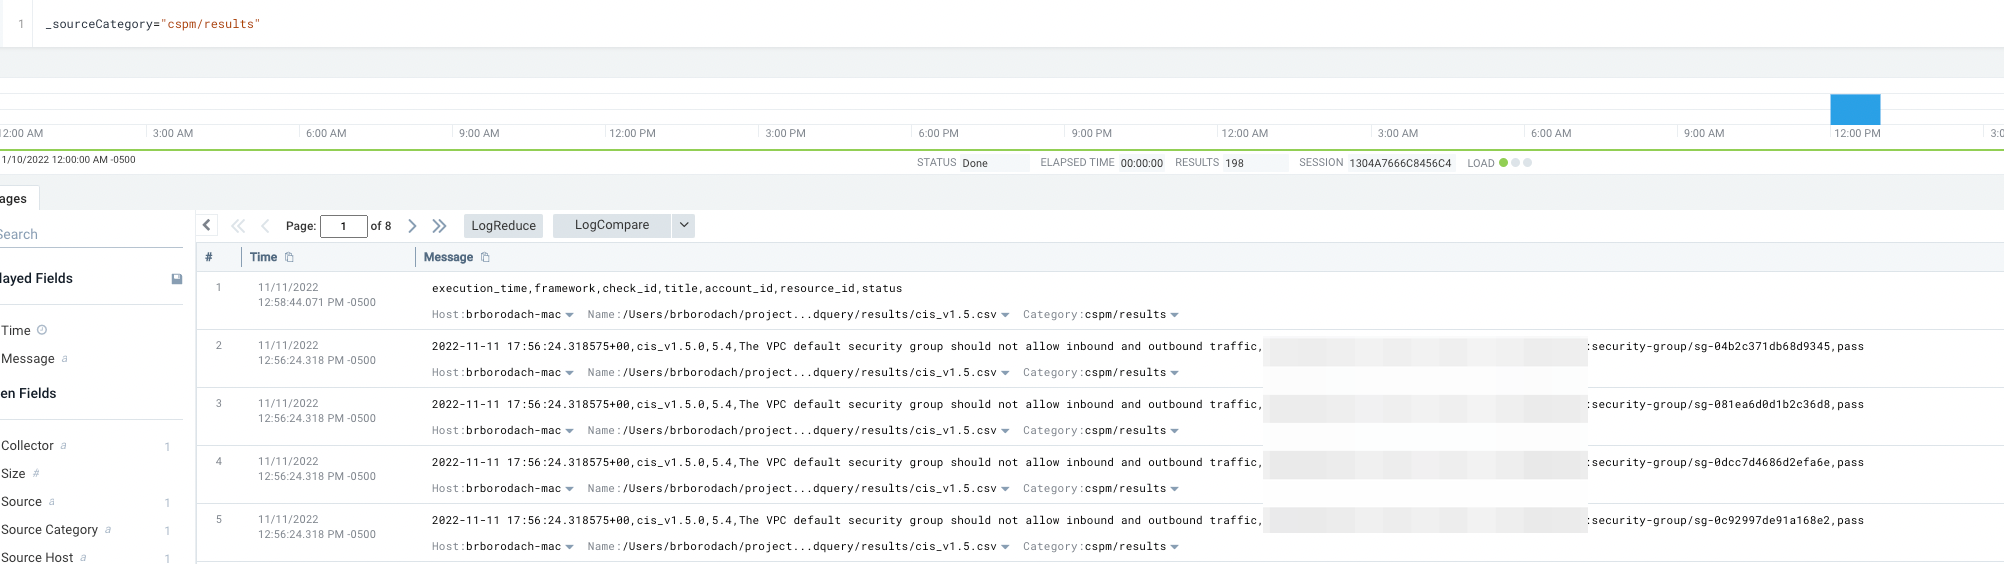 1 _sourceCategory="cspm/results"
12:00 AM 3:00 AM 6:00 AM 9:00 AM 12:00 PM 3:00 PM 6:00 PM 9:00 PM 12:00 AM 3:00 AM 6:00 AM 9:00 AM 12:00 PM 3:0
1/10/2022 12:00:00 AM -0500
STATUS Done ELAPSED TIME 00:00:00 RESULTS 198 SESSION 1304A7666C8456C4 LOAD
ages
Search
layed Fields
Time
Message a
en Fields
Collector a 1
Size #
Source a 1
Source Category a 1
Source Host a 1
Page: 1 of 8 LogReduce LogCompare
# Time Message
1 11/11/2022 12:58:44.071 PM -0500
execution_time,framework,check_id,title,account_id,resource_id,status
Host:brborodach-mac Name:/Users/brborodach/project...dquery/results/cis_v1.5.csv Category:cspm/results
2 11/11/2022 12:56:24.318 PM -0500
2022-11-11 17:56:24.318575+00,cis_v1.5.0,5.4,The VPC default security group should not allow inbound and outbound traffic, :security-group/sg-04b2c371db68d9345,pass
Host:brborodach-mac Name:/Users/brborodach/project...dquery/results/cis_v1.5.csv Category:cspm/results
3 11/11/2022 12:56:24.318 PM -0500
2022-11-11 17:56:24.318575+00,cis_v1.5.0,5.4,The VPC default security group should not allow inbound and outbound traffic, :security-group/sg-081ea6d0d1b2c36d8,pass
Host:brborodach-mac Name:/Users/brborodach/project...dquery/results/cis_v1.5.csv Category:cspm/results
4 11/11/2022 12:56:24.318 PM -0500
2022-11-11 17:56:24.318575+00,cis_v1.5.0,5.4,The VPC default security group should not allow inbound and outbound traffic, :security-group/sg-0dcc7d4686d2efa6e,pass
Host:brborodach-mac Name:/Users/brborodach/project...dquery/results/cis_v1.5.csv Category:cspm/results
5 11/11/2022 12:56:24.318 PM -0500
2022-11-11 17:56:24.318575+00,cis_v1.5.0,5.4,The VPC default security group should not allow inbound and outbound traffic, :security-group/sg-0c92997de91a168e2,pass
Host:brborodach-mac Name:/Users/brborodach/project...dquery/results/cis_v1.5.csv Category:cspm/results